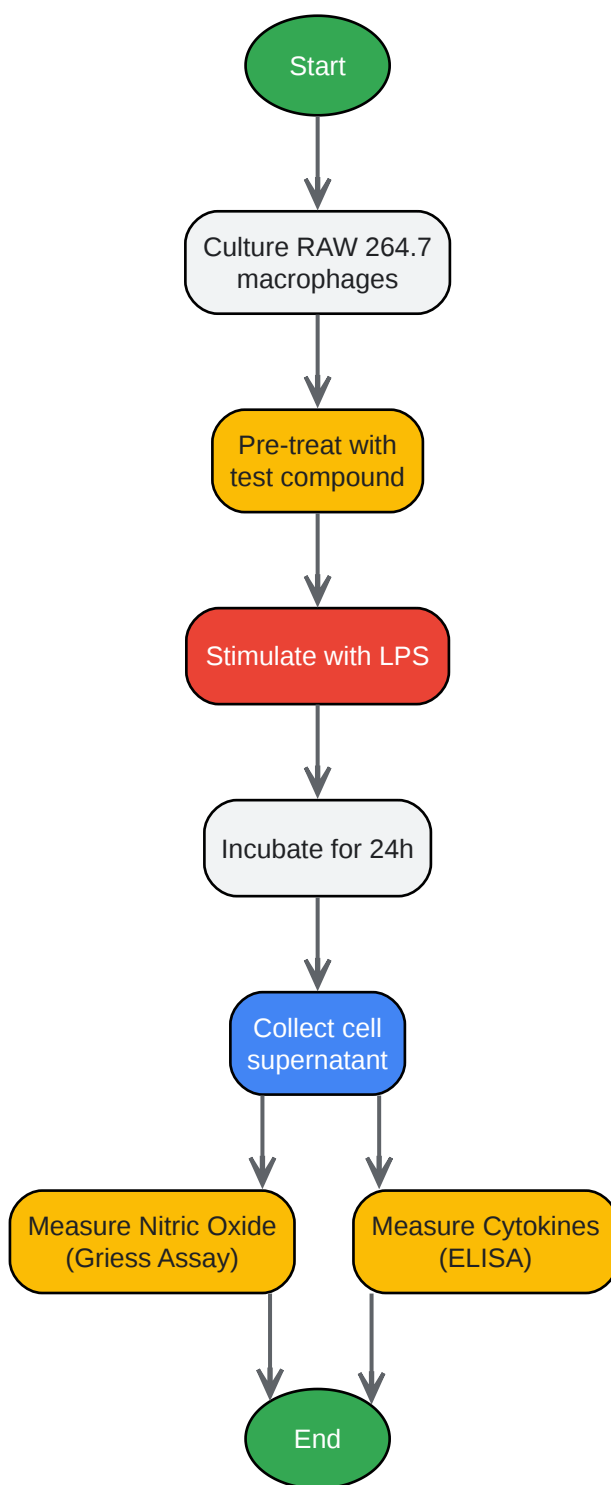 Start
Culture RAW 264.7
macrophages
Pre-treat with
test compound
Stimulate with LPS
Incubate for 24h
Collect cell
supernatant
Measure Nitric Oxide
(Griess Assay)
Measure Cytokines
(ELISA)
End